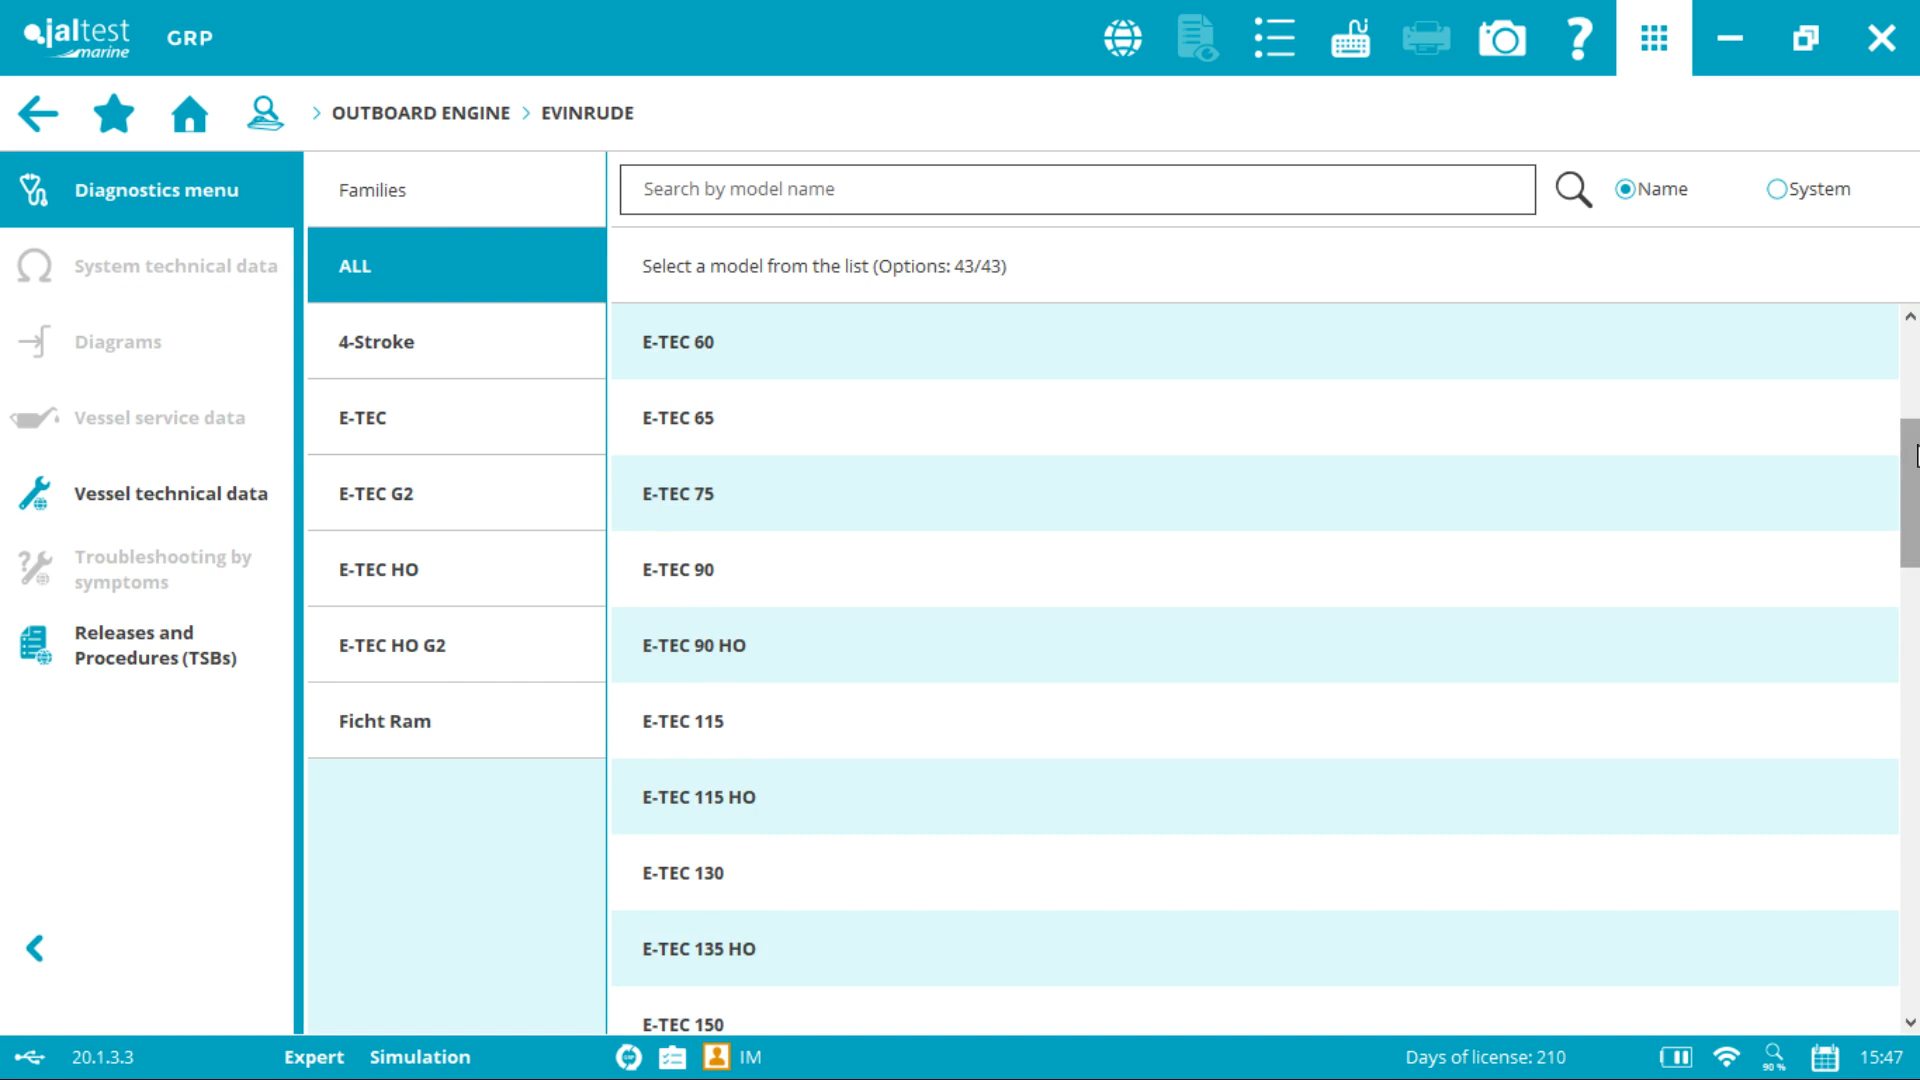 jaltest
marine
GRP
OUTBOARD ENGINE
EVINRUDE
Diagnostics menu
Families
Search by model name
Name
System
System technical data
ALL
Select a model from the list (Options: 43/43)
Diagrams
4-Stroke
E-TEC 60
Vessel service data
E-TEC
E-TEC 65
Vessel technical data
E-TEC G2
E-TEC 75
Troubleshooting by
symptoms
E-TEC HO
E-TEC 90
Releases and
Procedures (TSBs)
E-TEC HO G2
E-TEC 90 HO
Ficht Ram
E-TEC 115
E-TEC 115 HO
E-TEC 130
E-TEC 135 HO
E-TEC 150
20.1.3.3
Expert
Simulation
IM
Days of license: 210
90 %
15:47